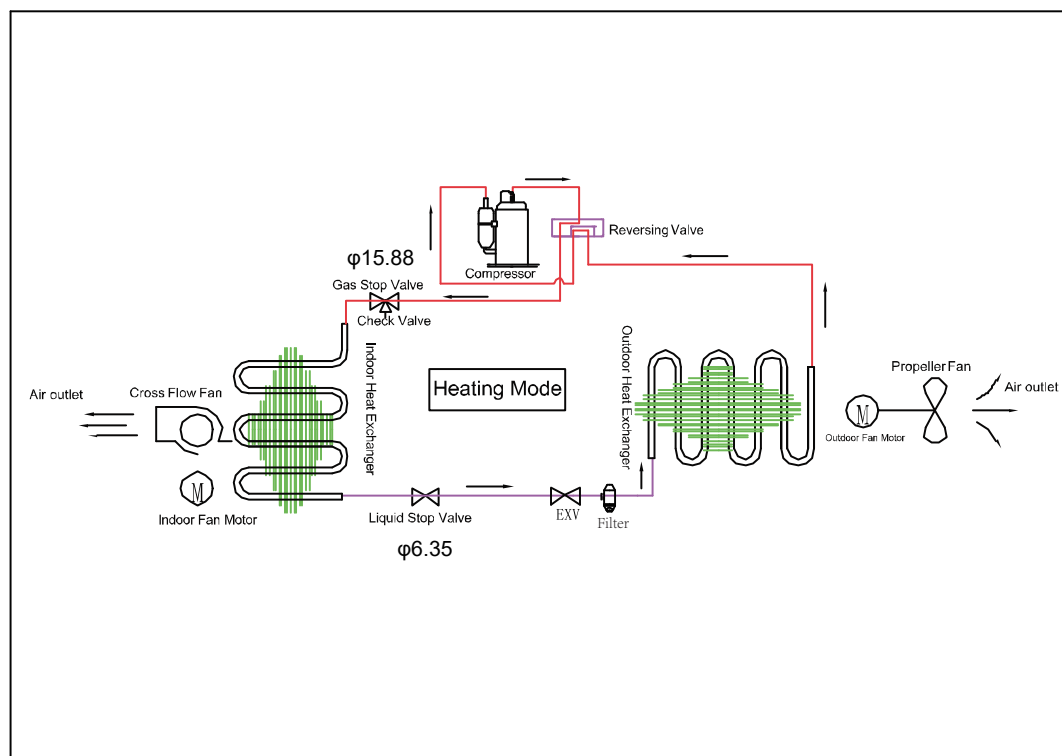 Reversing Valve
φ15.88
Compressor
Gas Stop Valve
Check Valve
Indoor Heat Exchanger
Outdoor Heat Exchanger
Heating Mode
Propeller Fan
Air outlet
Cross Flow Fan
Air outlet
M
Outdoor Fan Motor
M
Indoor Fan Motor
Liquid Stop Valve
EXV
Filter
φ6.35